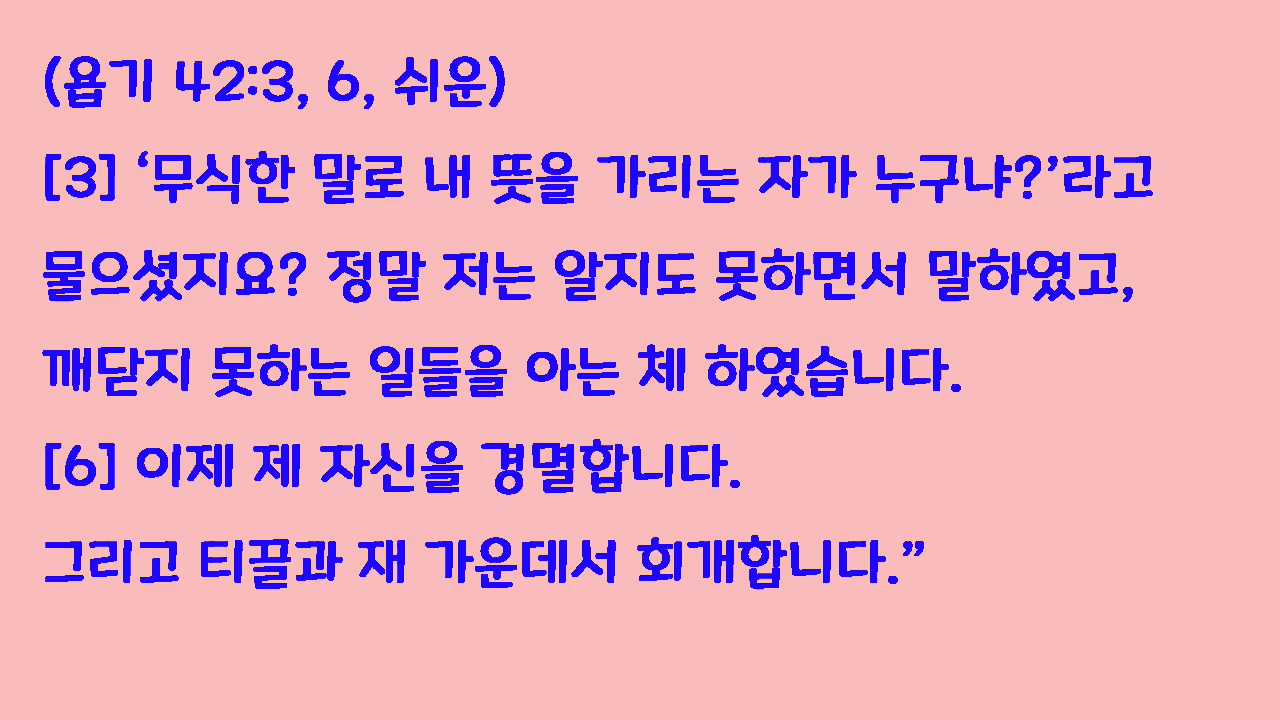 (욥기 42:3, 6, 쉬운)
[3] ‘무식한 말로 내 뜻을 가리는 자가 누구냐?’라고
물으셨지요? 정말 저는 알지도 못하면서 말하였고,
깨닫지 못하는 일들을 아는 체 하였습니다.
[6] 이제 제 자신을 경멸합니다.
그리고 티끌과 재 가운데서 회개합니다.”